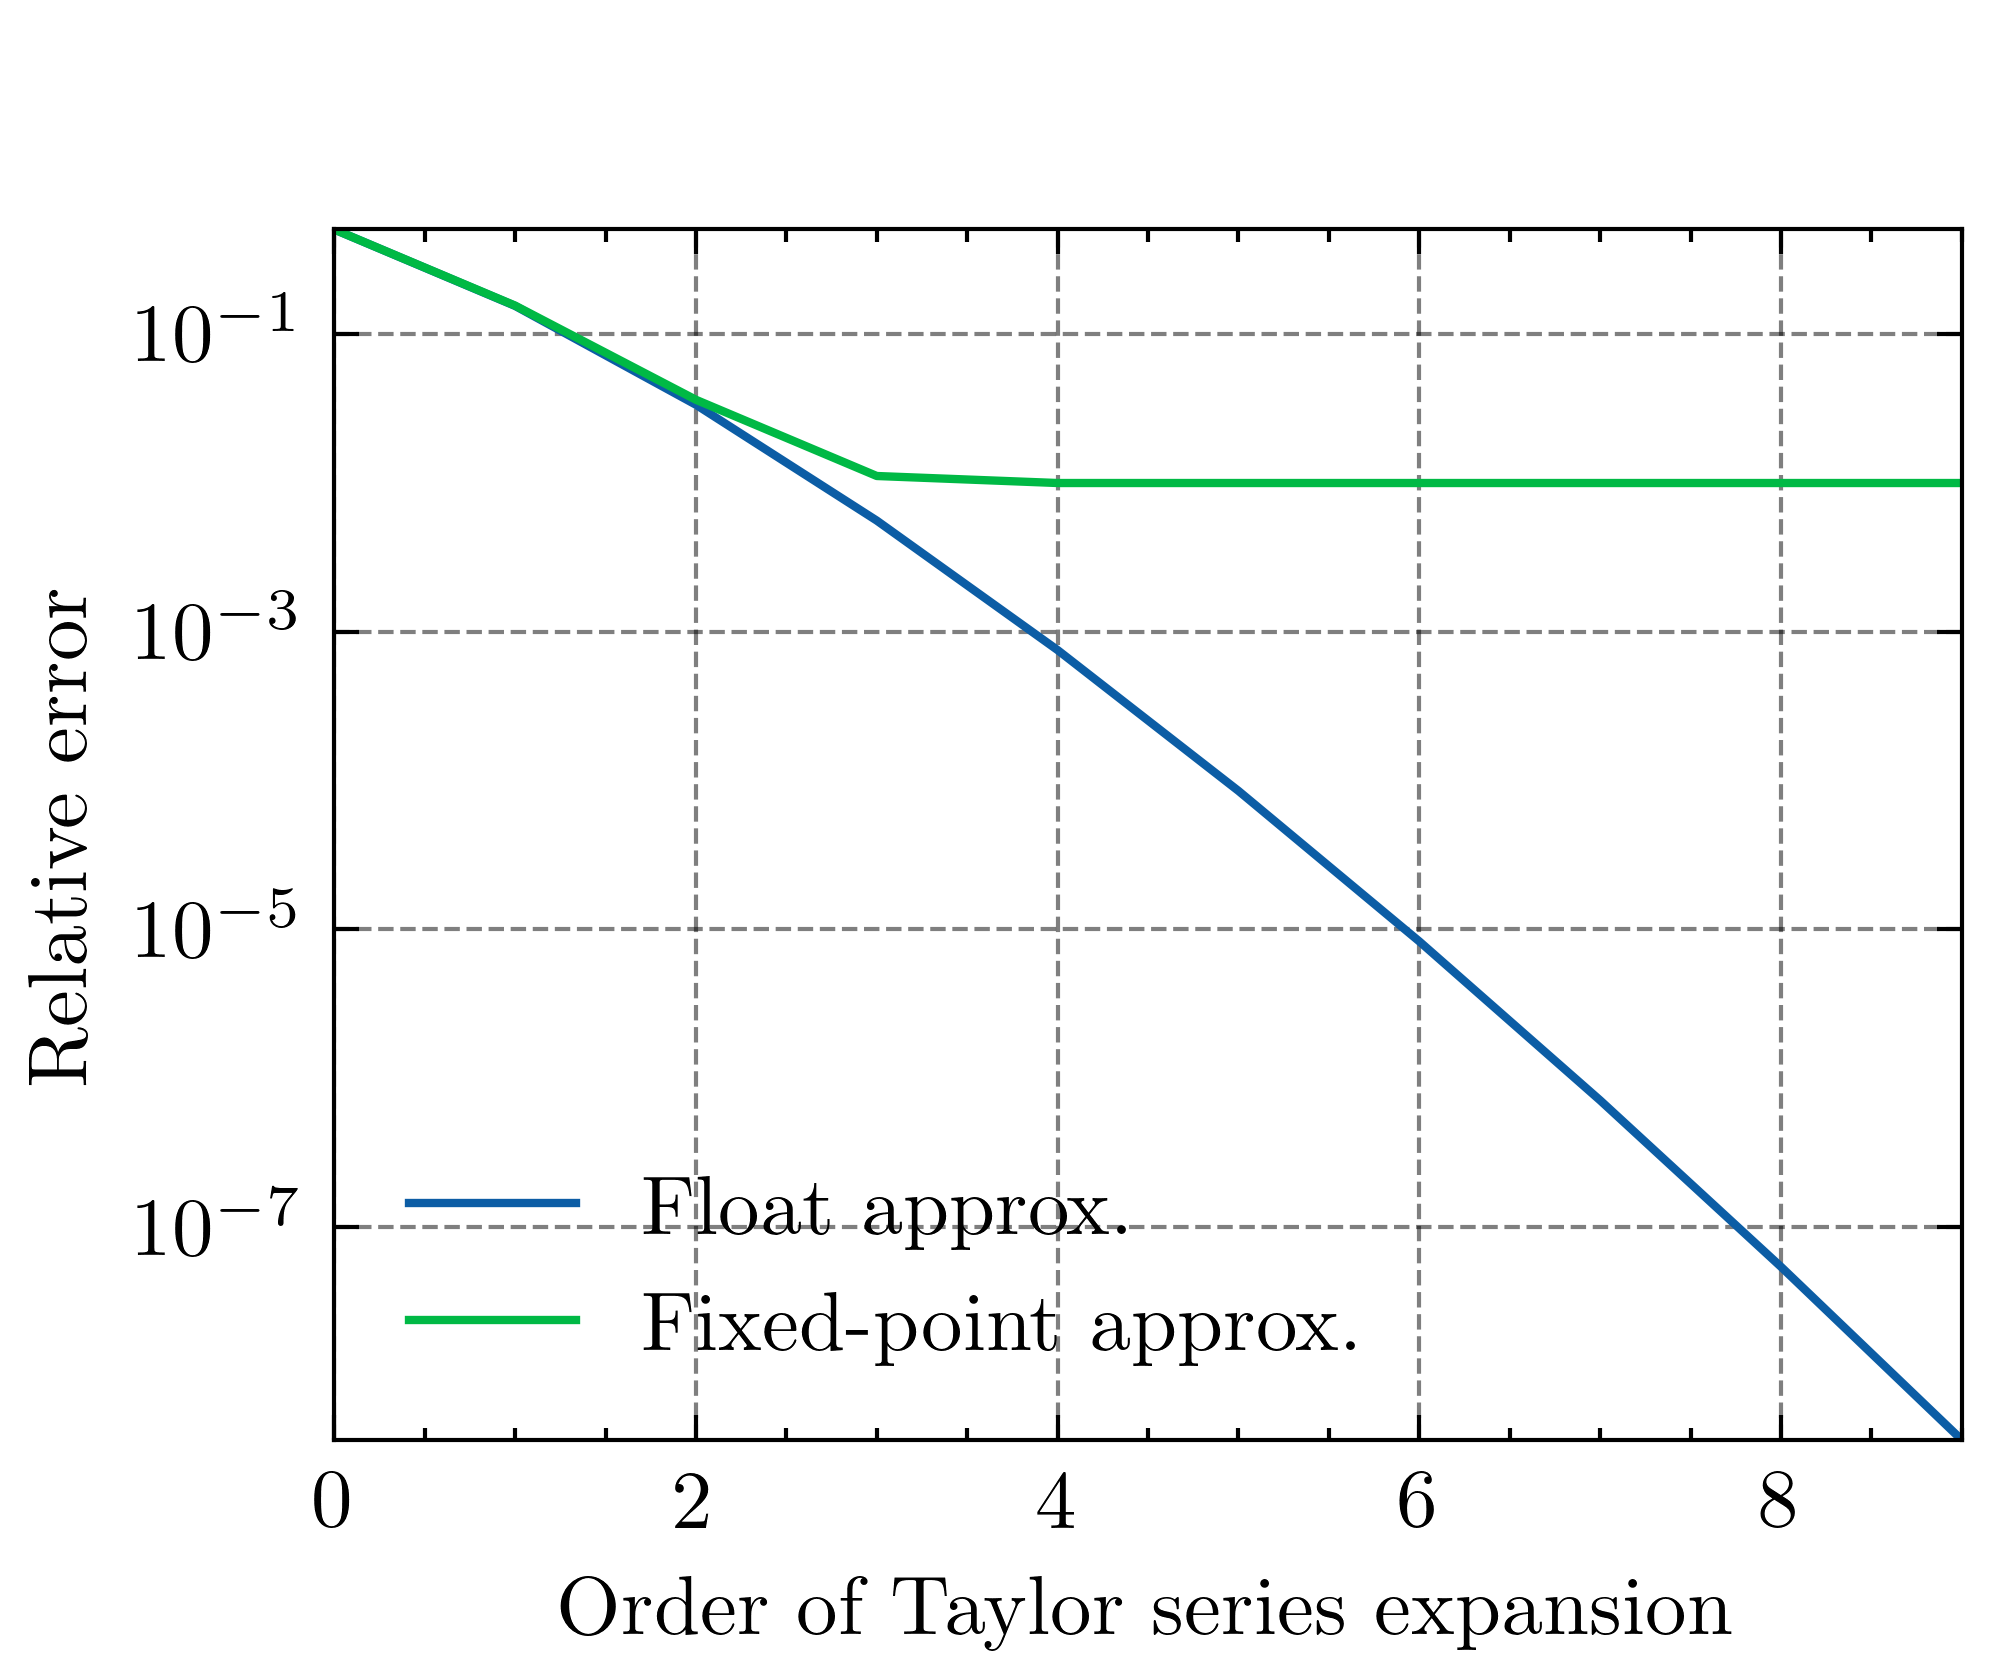 10⁻¹
10⁻³
10⁻⁵
10⁻⁷
Relative error
Float approx.
Fixed-point approx.
0 2 4 6 8
Order of Taylor series expansion